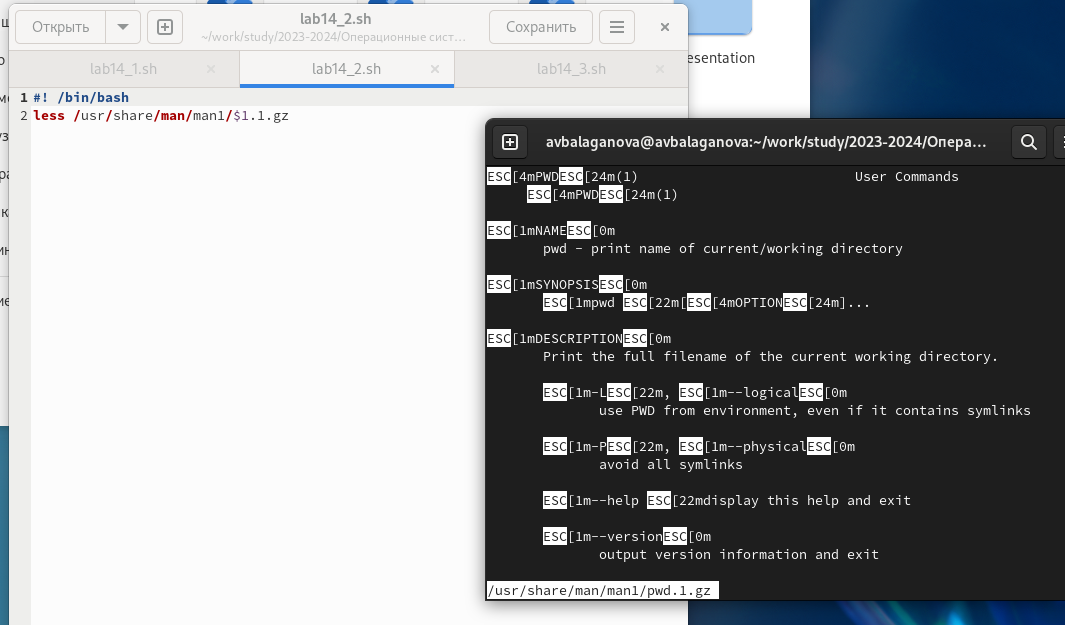 Открыть
lab14_2.sh
~/work/study/2023-2024/Операционные сист…
Сохранить
esentation
lab14_1.sh
lab14_2.sh
lab14_3.sh
1 #! /bin/bash
2 less /usr/share/man/man1/$1.1.gz
avbalaganova@avbalaganova:~/work/study/2023-2024/Опера…
ESC[4mPWDESC[24m(1) User Commands
ESC[4mPWDESC[24m(1)
ESC[1mNAMEESC[0m
pwd - print name of current/working directory
ESC[1mSYNOPSISESC[0m
ESC[1mpwd ESC[22m[ESC[4mOPTIONESC[24m]...
ESC[1mDESCRIPTIONESC[0m
Print the full filename of the current working directory.
ESC[1m-LESC[22m, ESC[1m--logicalESC[0m
use PWD from environment, even if it contains symlinks
ESC[1m-PESC[22m, ESC[1m--physicalESC[0m
avoid all symlinks
ESC[1m--help ESC[22mdisplay this help and exit
ESC[1m--versionESC[0m
output version information and exit
/usr/share/man/man1/pwd.1.gz